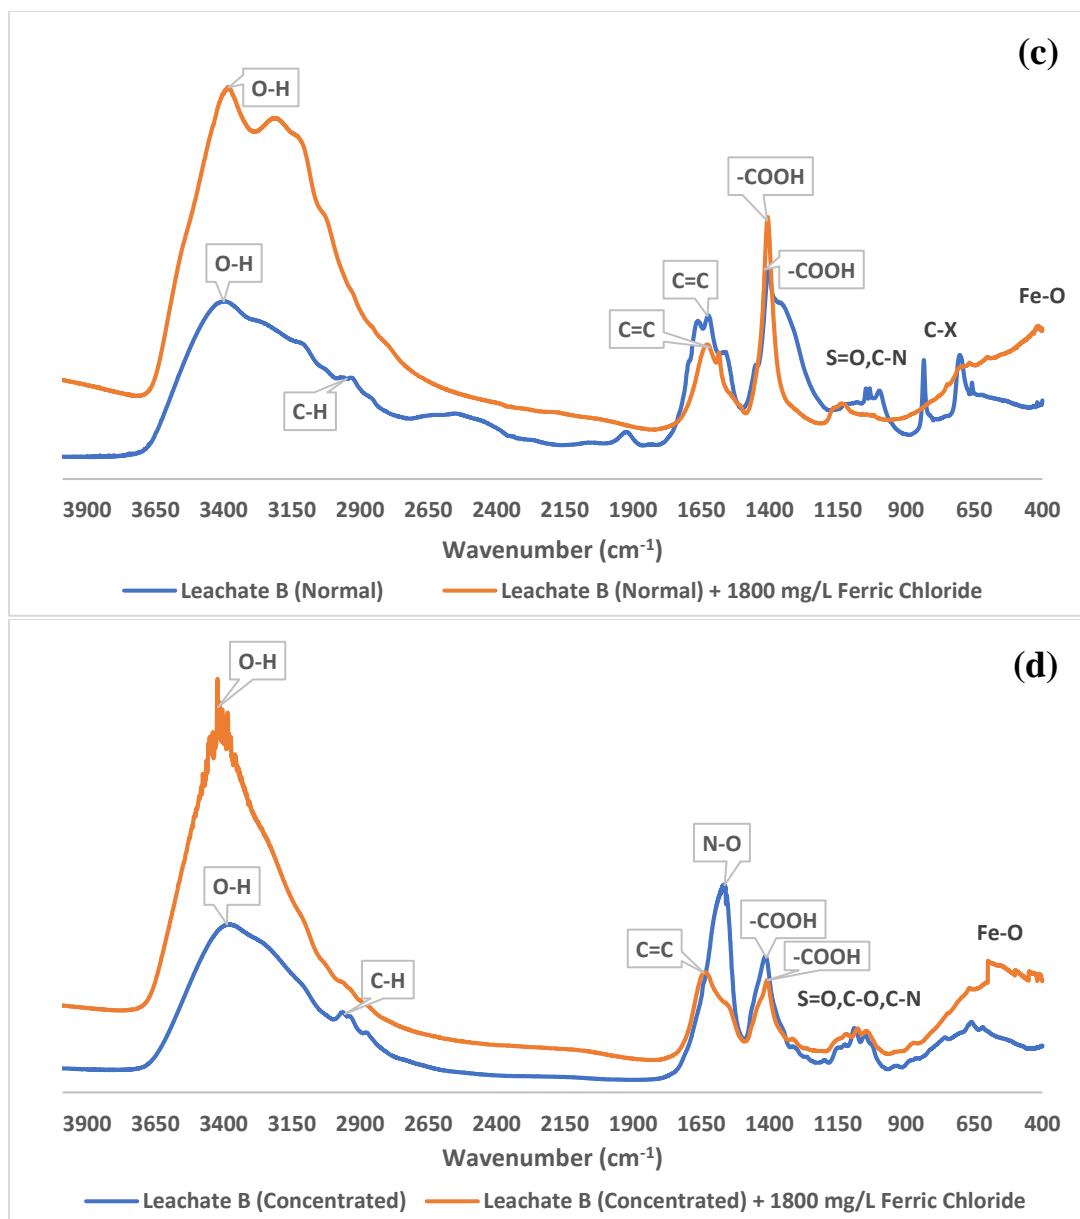 (c)
O-H
-COOH
O-H
-COOH
C=C
Fe-O
C=C
C-X
S=O,C-N
C-H
3900 3650 3400 3150 2900 2650 2400 2150 1900 1650 1400 1150 900 650 400
Wavenumber (cm-1)
Leachate B (Normal) Leachate B (Normal) + 1800 mg/L Ferric Chloride
(d)
O-H
N-O
O-H
-COOH
Fe-O
C=C
-COOH
C-H
S=O,C-O,C-N
3900 3650 3400 3150 2900 2650 2400 2150 1900 1650 1400 1150 900 650 400
Wavenumber (cm-1)
Leachate B (Concentrated) Leachate B (Concentrated) + 1800 mg/L Ferric Chloride